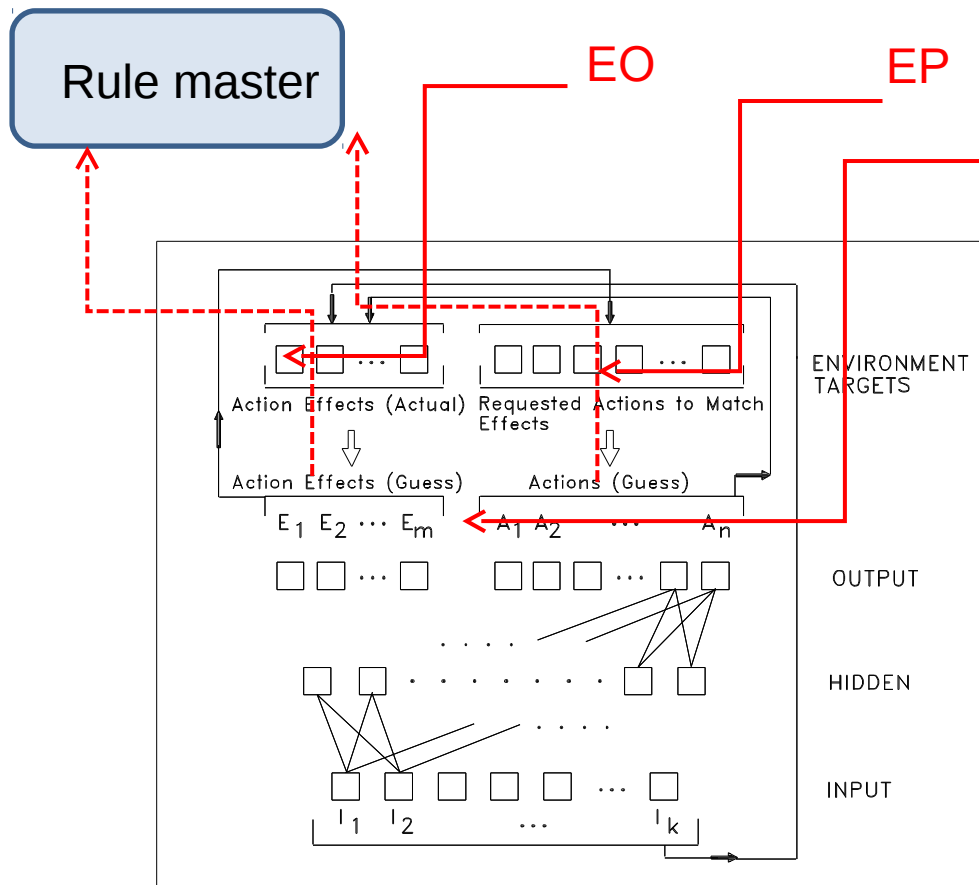 Rule master
EO
EP
ENVIRONMENT
TARGETS
Action Effects (Actual)
Requested Actions to Match
Effects
Action Effects (Guess)
Actions (Guess)
E1 E2 ... Em
A1 A2 ... An
OUTPUT
HIDDEN
INPUT
I1 I2 ... Ik